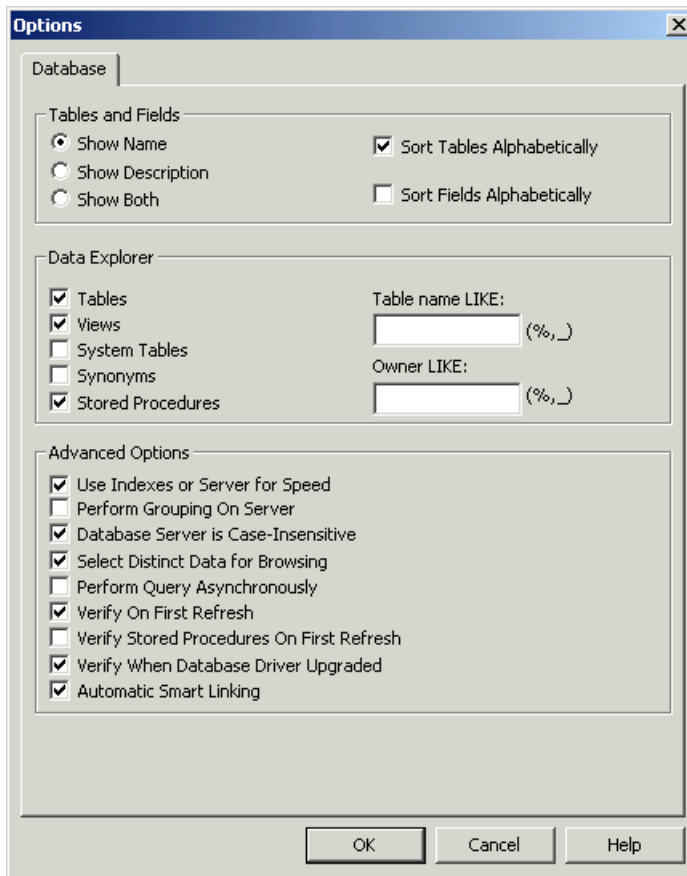 Options
Database
Tables and Fields
Show Name
Sort Tables Alphabetically
Show Description
Show Both
Sort Fields Alphabetically
Data Explorer
Tables
Table name LIKE:
Views
(%,_)
System Tables
Synonyms
Owner LIKE:
Stored Procedures
(%,_)
Advanced Options
Use Indexes or Server for Speed
Perform Grouping On Server
Database Server is Case-Insensitive
Select Distinct Data for Browsing
Perform Query Asynchronously
Verify On First Refresh
Verify Stored Procedures On First Refresh
Verify When Database Driver Upgraded
Automatic Smart Linking
OK
Cancel
Help